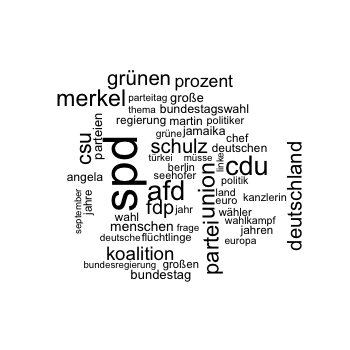 grünen prozent
merkel parteitag große
thema bundestagswahl
regierung martin politiker
parteien
csu
grüne jamaika
chef
schulz deutschen
spd
türkei müsse linke cdu
berlin
angela seehofer politik
afd union
land kanzlerin
september jahre
euro
fdp jahr wähler
wahl wahlkampf
menschen frage jahren
deutsche flüchtlinge europa
partei
deutschland
koalition
bundesregierung großen
bundestag